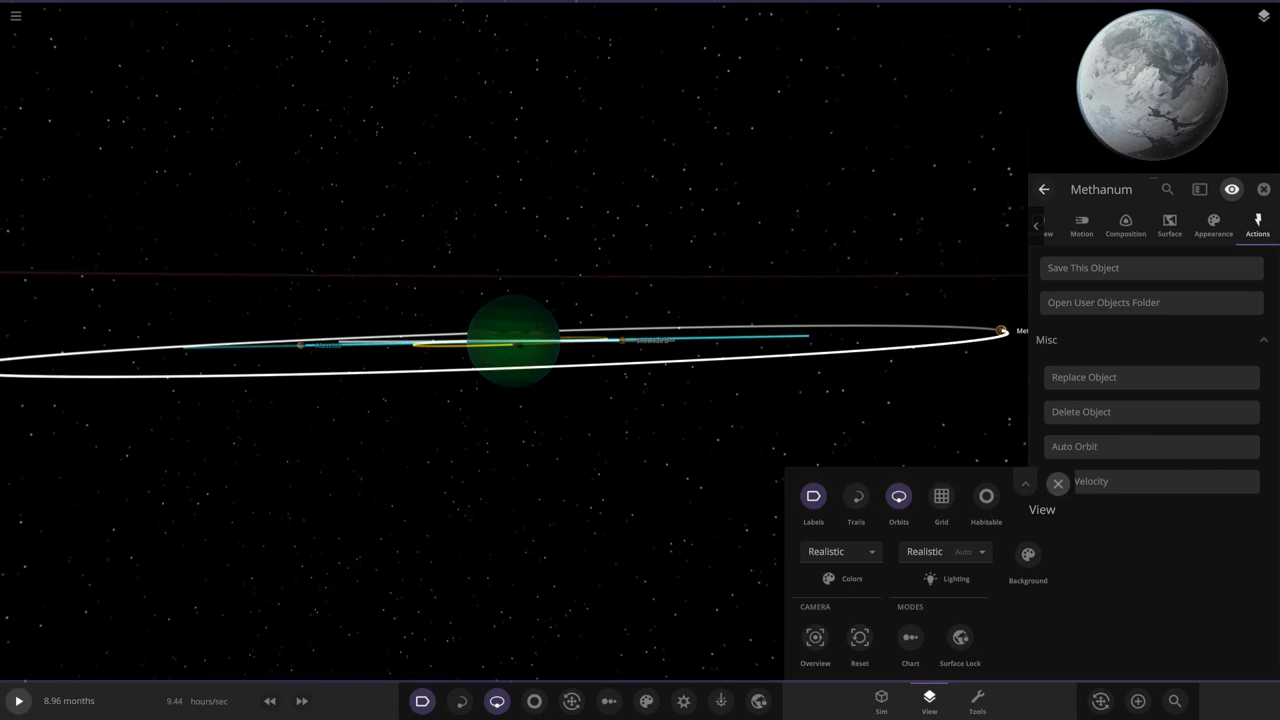 Methanum
ew
Motion
Composition
Surface
Appearance
Actions
Save This Object
Open User Objects Folder
Misc
Replace Object
Delete Object
Auto Orbit
Velocity
Met
View
Labels
Trails
Orbits
Grid
Habitable
Realistic
Realistic Auto
Colors
Lighting
Background
CAMERA
MODES
Overview
Reset
Chart
Surface Lock
8.96 months
9.44 hours/sec
Sim
View
Tools